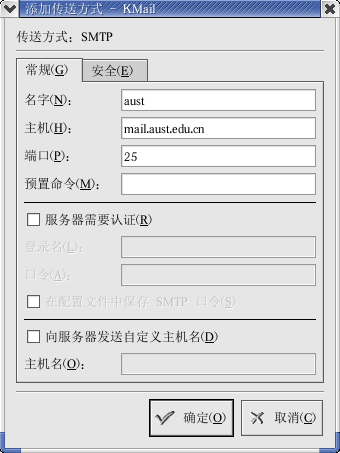 添加传送方式 - KMail
传送方式：SMTP
常规(G) 安全(E)
名字(N)： aust
主机(H)： mail.aust.edu.cn
端口(P)： 25
预置命令(M)：
服务器需要认证(R)
登录名(L)：
口令(A)：
在配置文件中保存 SMTP 口令(S)
向服务器发送自定义主机名(D)
主机名(O)：
确定(O) 取消(C)